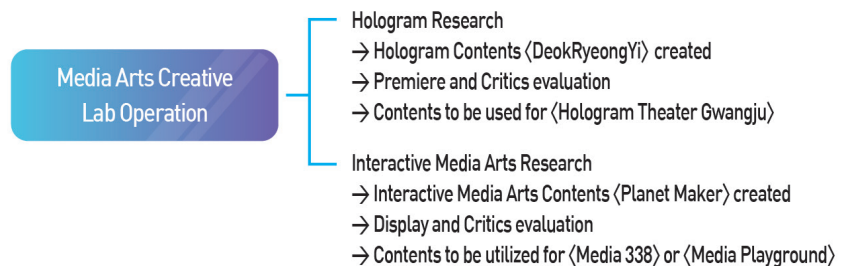 Media Arts Creative
Lab Operation
Hologram Research
→ Hologram Contents〈DeokRyeongYi〉 created
→ Premiere and Critics evaluation
→ Contents to be used for〈Hologram Theater Gwangju〉
Interactive Media Arts Research
→ Interactive Media Arts Contents〈Planet Maker〉created
→ Display and Critics evaluation
→ Contents to be utilized for〈Media 338〉or〈Media Playground〉